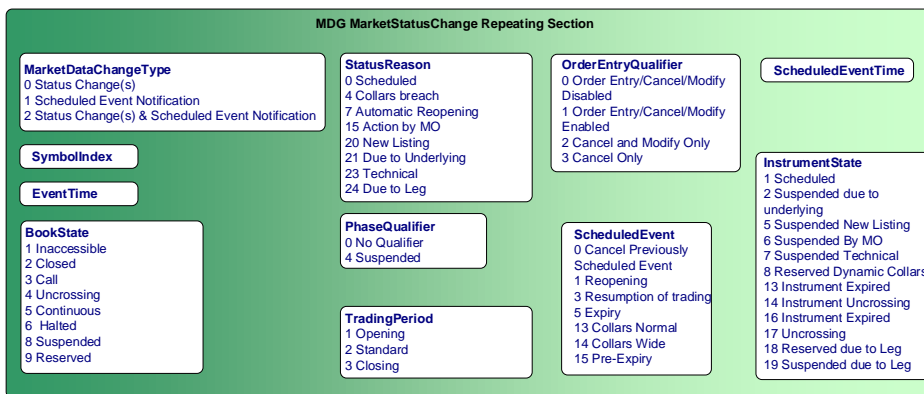 MDG MarketStatusChange Repeating Section
MarketDataChangeType
0 Status Change(s)
1 Scheduled Event Notification
2 Status Change(s) & Scheduled Event Notification
SymbolIndex
EventTime
BookState
1 Inaccessible
2 Closed
3 Call
4 Uncrossing
5 Continuous
6 Halted
8 Suspended
9 Reserved
StatusReason
0 Scheduled
4 Collars breach
7 Automatic Reopening
15 Action by MO
20 New Listing
21 Due to Underlying
23 Technical
24 Due to Leg
PhaseQualifier
0 No Qualifier
4 Suspended
TradingPeriod
1 Opening
2 Standard
3 Closing
OrderEntryQualifier
0 Order Entry/Cancel/Modify
Disabled
1 Order Entry/Cancel/Modify
Enabled
2 Cancel and Modify Only
3 Cancel Only
ScheduledEvent
0 Cancel Previously
Scheduled Event
1 Reopening
3 Resumption of trading
5 Expiry
13 Collars Normal
14 Collars Wide
15 Pre-Expiry
ScheduledEventTime
InstrumentState
1 Scheduled
2 Suspended due to
underlying
5 Suspended New Listing
6 Suspended By MO
7 Suspended Technical
8 Reserved Dynamic Collars
13 Instrument Expired
14 Instrument Uncrossing
16 Instrument Expired
17 Uncrossing
18 Reserved due to Leg
19 Suspended due to Leg